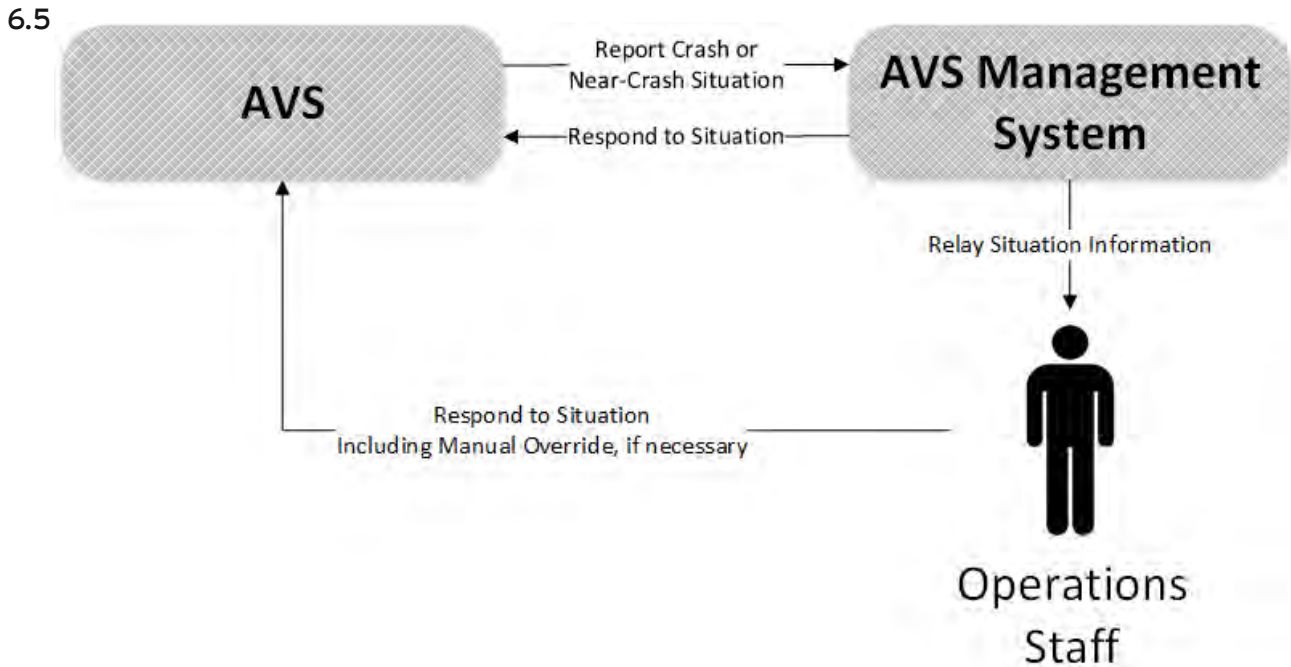 6.5
AVS
Report Crash or
Near-Crash Situation
Respond to Situation
AVS Management
System
Relay Situation Information
Respond to Situation
Including Manual Override, if necessary
Operations
Staff